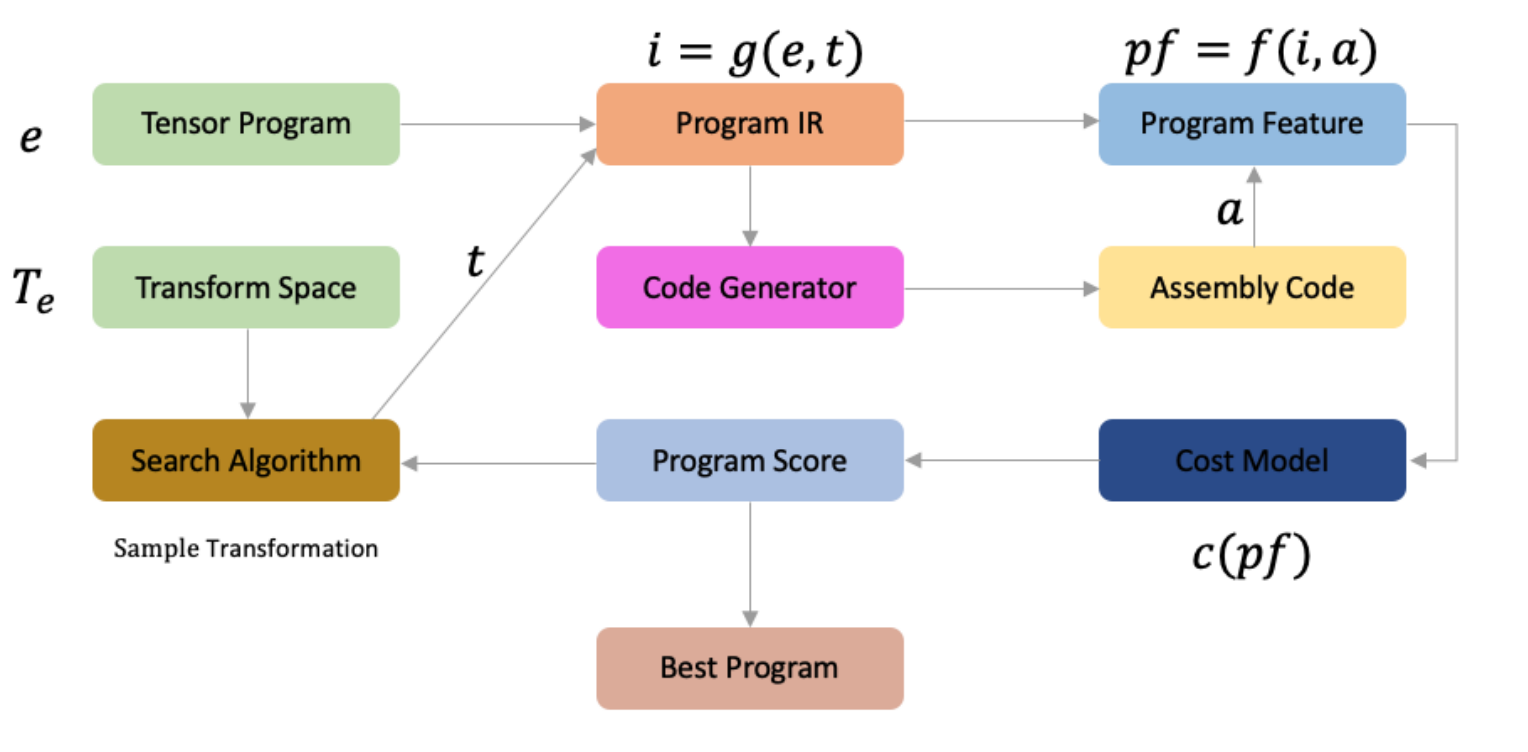 i = g(e, t)
pf = f(i, a)
e
Tensor Program
Program IR
Program Feature
a
t
T_e
Transform Space
Code Generator
Assembly Code
Search Algorithm
Program Score
Cost Model
Sample Transformation
c(pf)
Best Program